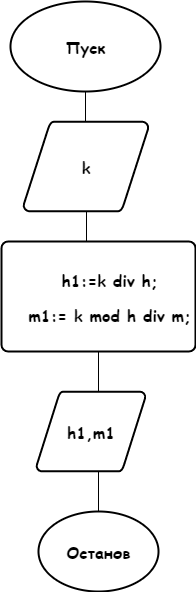 Пуск
k
h1:=k div h;
m1:= k mod h div m;
h1,m1
Останов